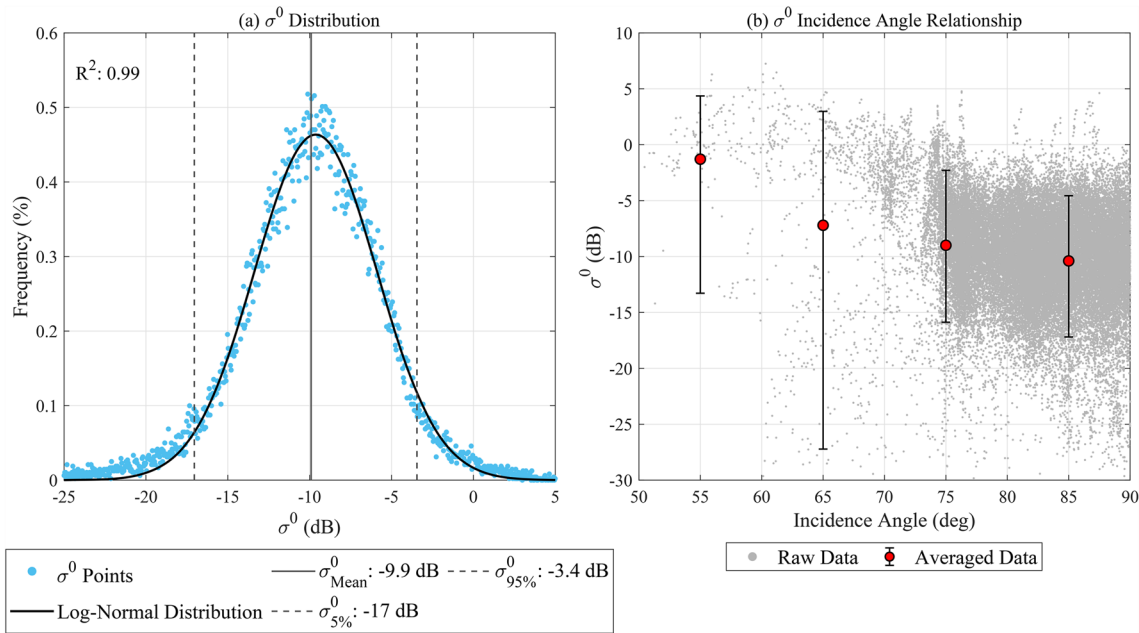 (a) σ⁰ Distribution
R²: 0.99
Frequency (%)
0.6
0.5
0.4
0.3
0.2
0.1
0
-25
-20
-15
-10
-5
0
5
σ⁰ (dB)
σ⁰ Points
Log-Normal Distribution
σ⁰Mean: -9.9 dB
σ⁰5%: -17 dB
σ⁰95%: -3.4 dB
(b) σ⁰ Incidence Angle Relationship
σ⁰ (dB)
10
5
0
-5
-10
-15
-20
-25
-30
50
55
60
65
70
75
80
85
90
Incidence Angle (deg)
Raw Data
Averaged Data